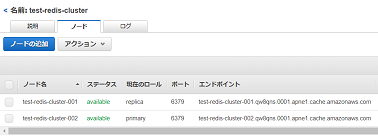 < 名前: test-redis-cluster
説明 ノード ログ
ノードの追加 アクション
ノード名 ステータス 現在のロール ポート エンドポイント
test-redis-cluster-001 available replica 6379 test-redis-cluster-001.qw8qns.0001.apne1.cache.amazonaws.com
test-redis-cluster-002 available primary 6379 test-redis-cluster-002.qw8qns.0001.apne1.cache.amazonaws.com